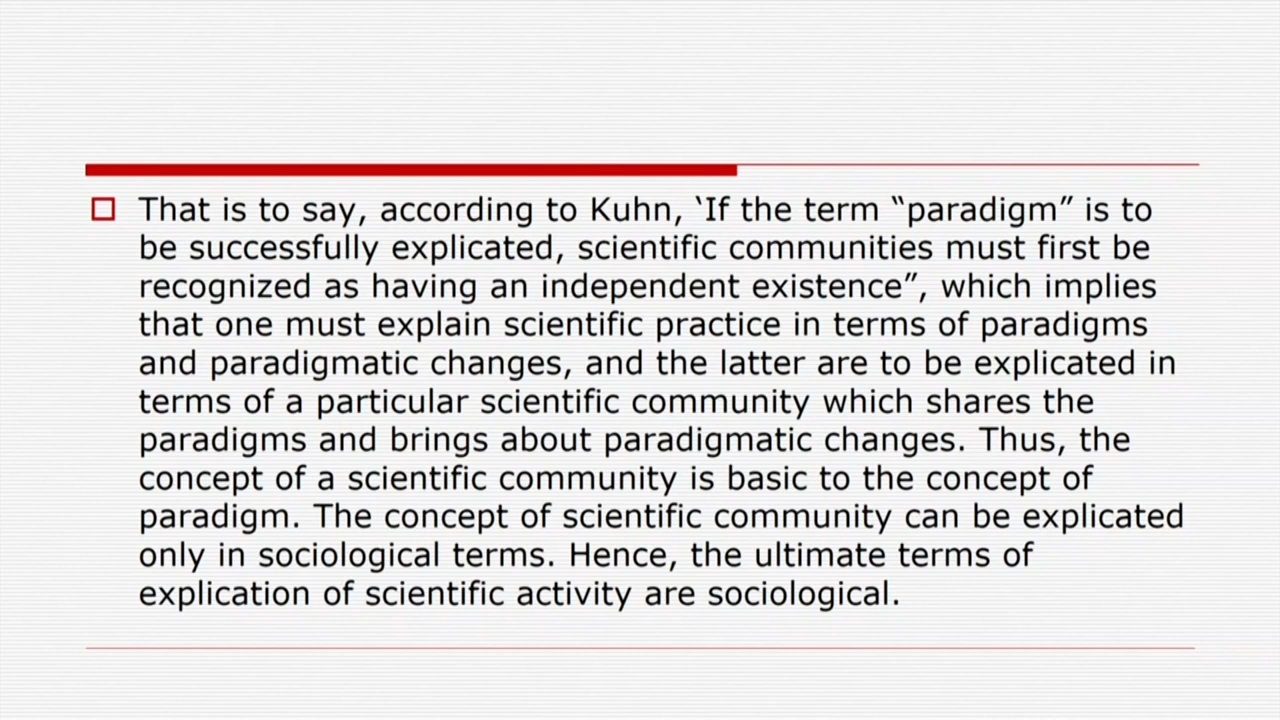 That is to say, according to Kuhn, ‘If the term “paradigm” is to
be successfully explicated, scientific communities must first be
recognized as having an independent existence”, which implies
that one must explain scientific practice in terms of paradigms
and paradigmatic changes, and the latter are to be explicated in
terms of a particular scientific community which shares the
paradigms and brings about paradigmatic changes. Thus, the
concept of a scientific community is basic to the concept of
paradigm. The concept of scientific community can be explicated
only in sociological terms. Hence, the ultimate terms of
explication of scientific activity are sociological.